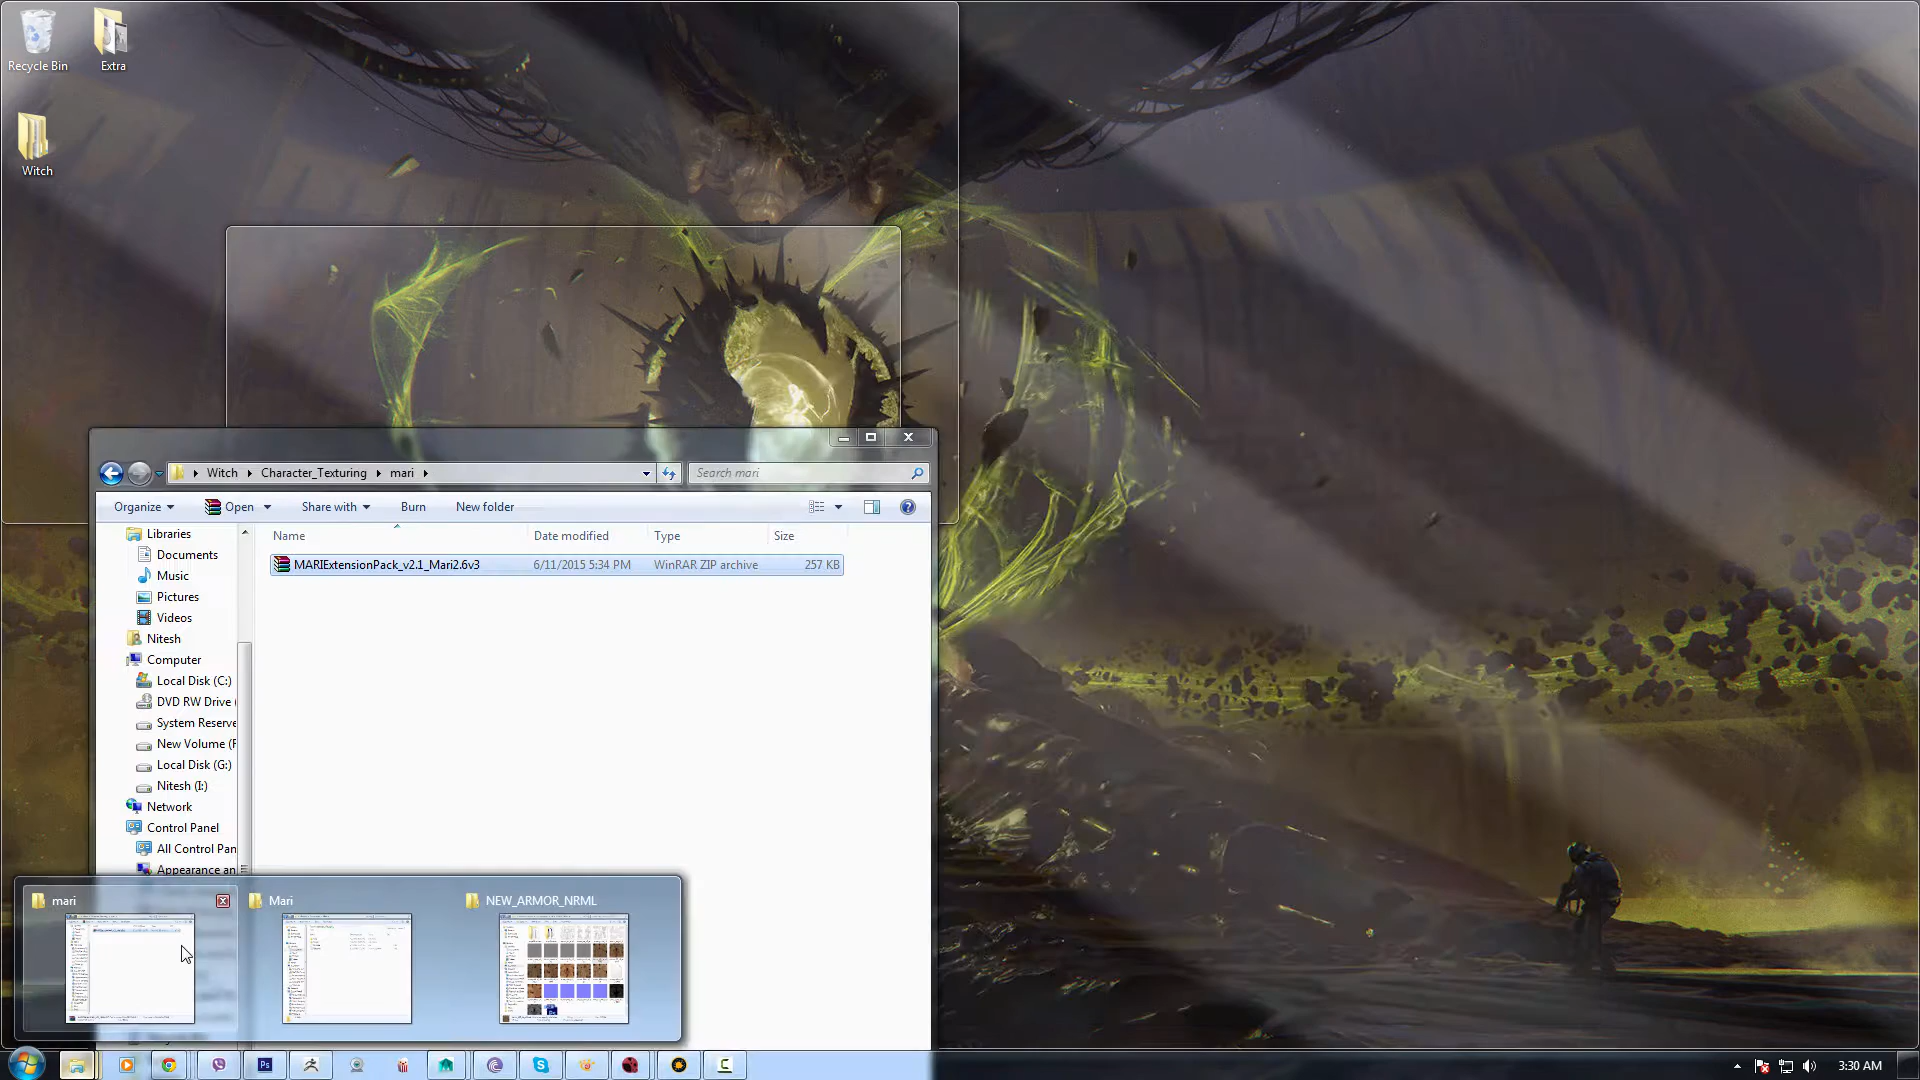 Recycle Bin
Extra
Witch
Witch
Character_Texturing
mari
Search mari
Organize
Open
Share with
Burn
New folder
Name
Date modified
Type
Size
MARIExtensionPack_v2.1_Mari2.6v3
6/11/2015 5:34 PM
WinRAR ZIP archive
257 KB
Libraries
Documents
Music
Pictures
Videos
Nitesh
Computer
Local Disk (C:)
DVD RW Drive (
System Reserve
New Volume (F
Local Disk (G:)
Nitesh (I:)
Network
Control Panel
All Control Pan
Appearance an
mari
Mari
NEW_ARMOR_NRML
Ps
3:30 AM